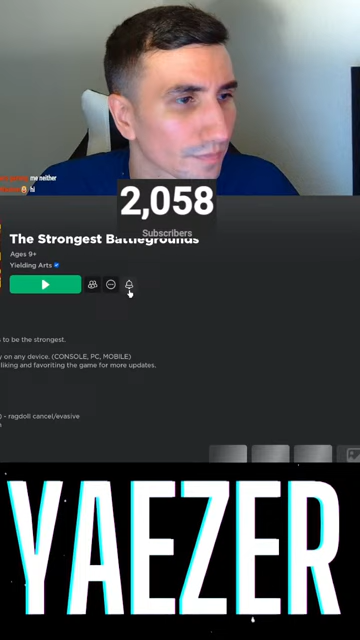 me neither
hi
2,058
Subscribers
The Strongest Battlegrounds
Ages 9+
Yielding Arts
s to be the strongest.
y on any device. (CONSOLE, PC, MOBILE)
liking and favoriting the game for more updates.
) - ragdoll cancel/evasive
YAEZER